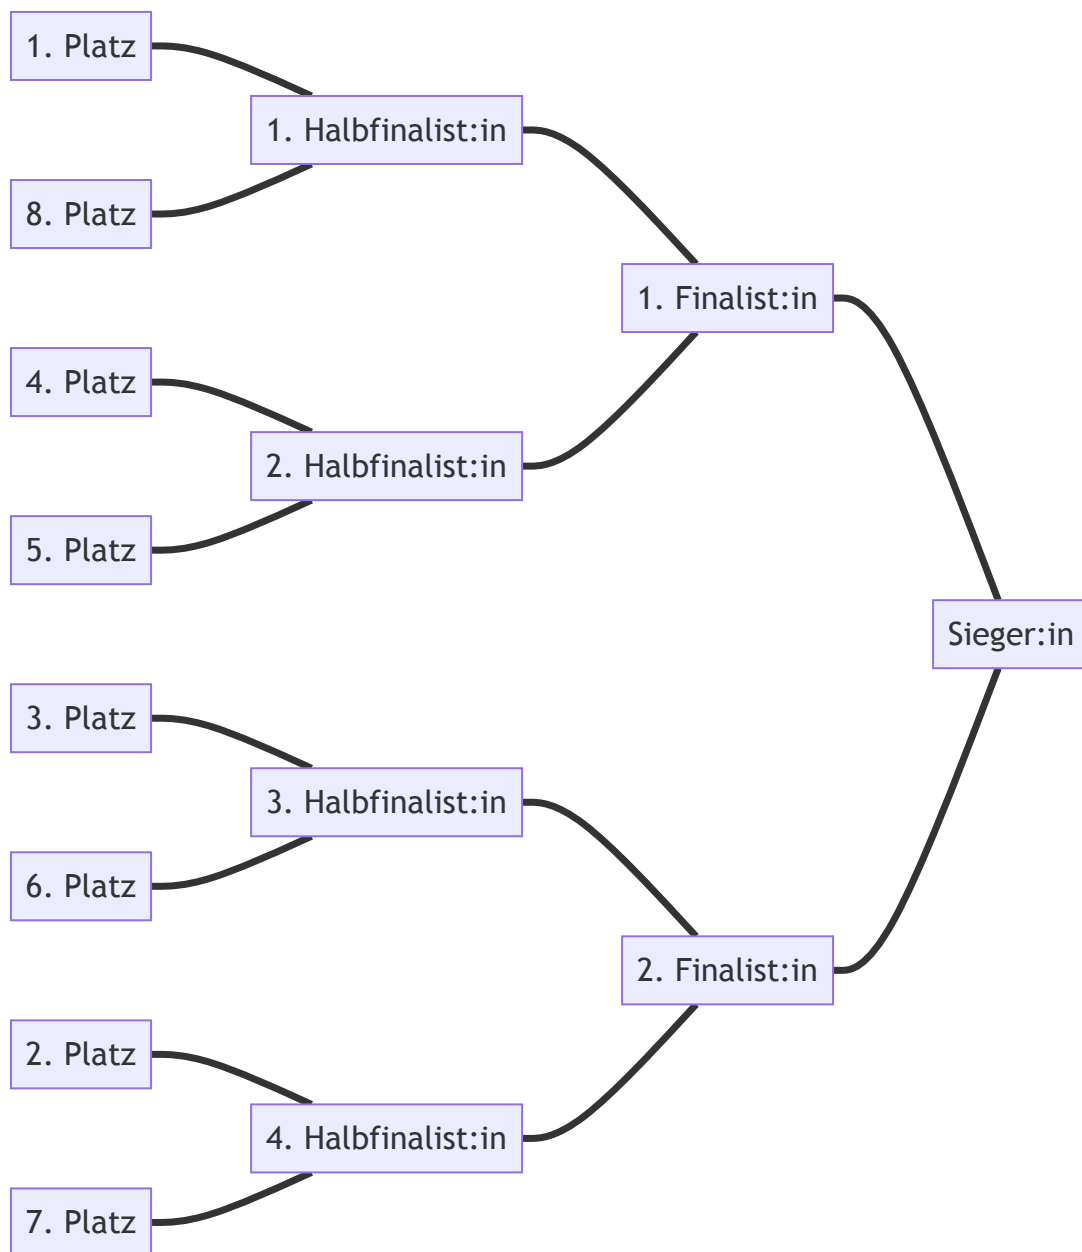 1. Platz
1. Halbfinalist:in
8. Platz
1. Finalist:in
4. Platz
2. Halbfinalist:in
5. Platz
Sieger:in
3. Platz
3. Halbfinalist:in
6. Platz
2. Finalist:in
2. Platz
4. Halbfinalist:in
7. Platz